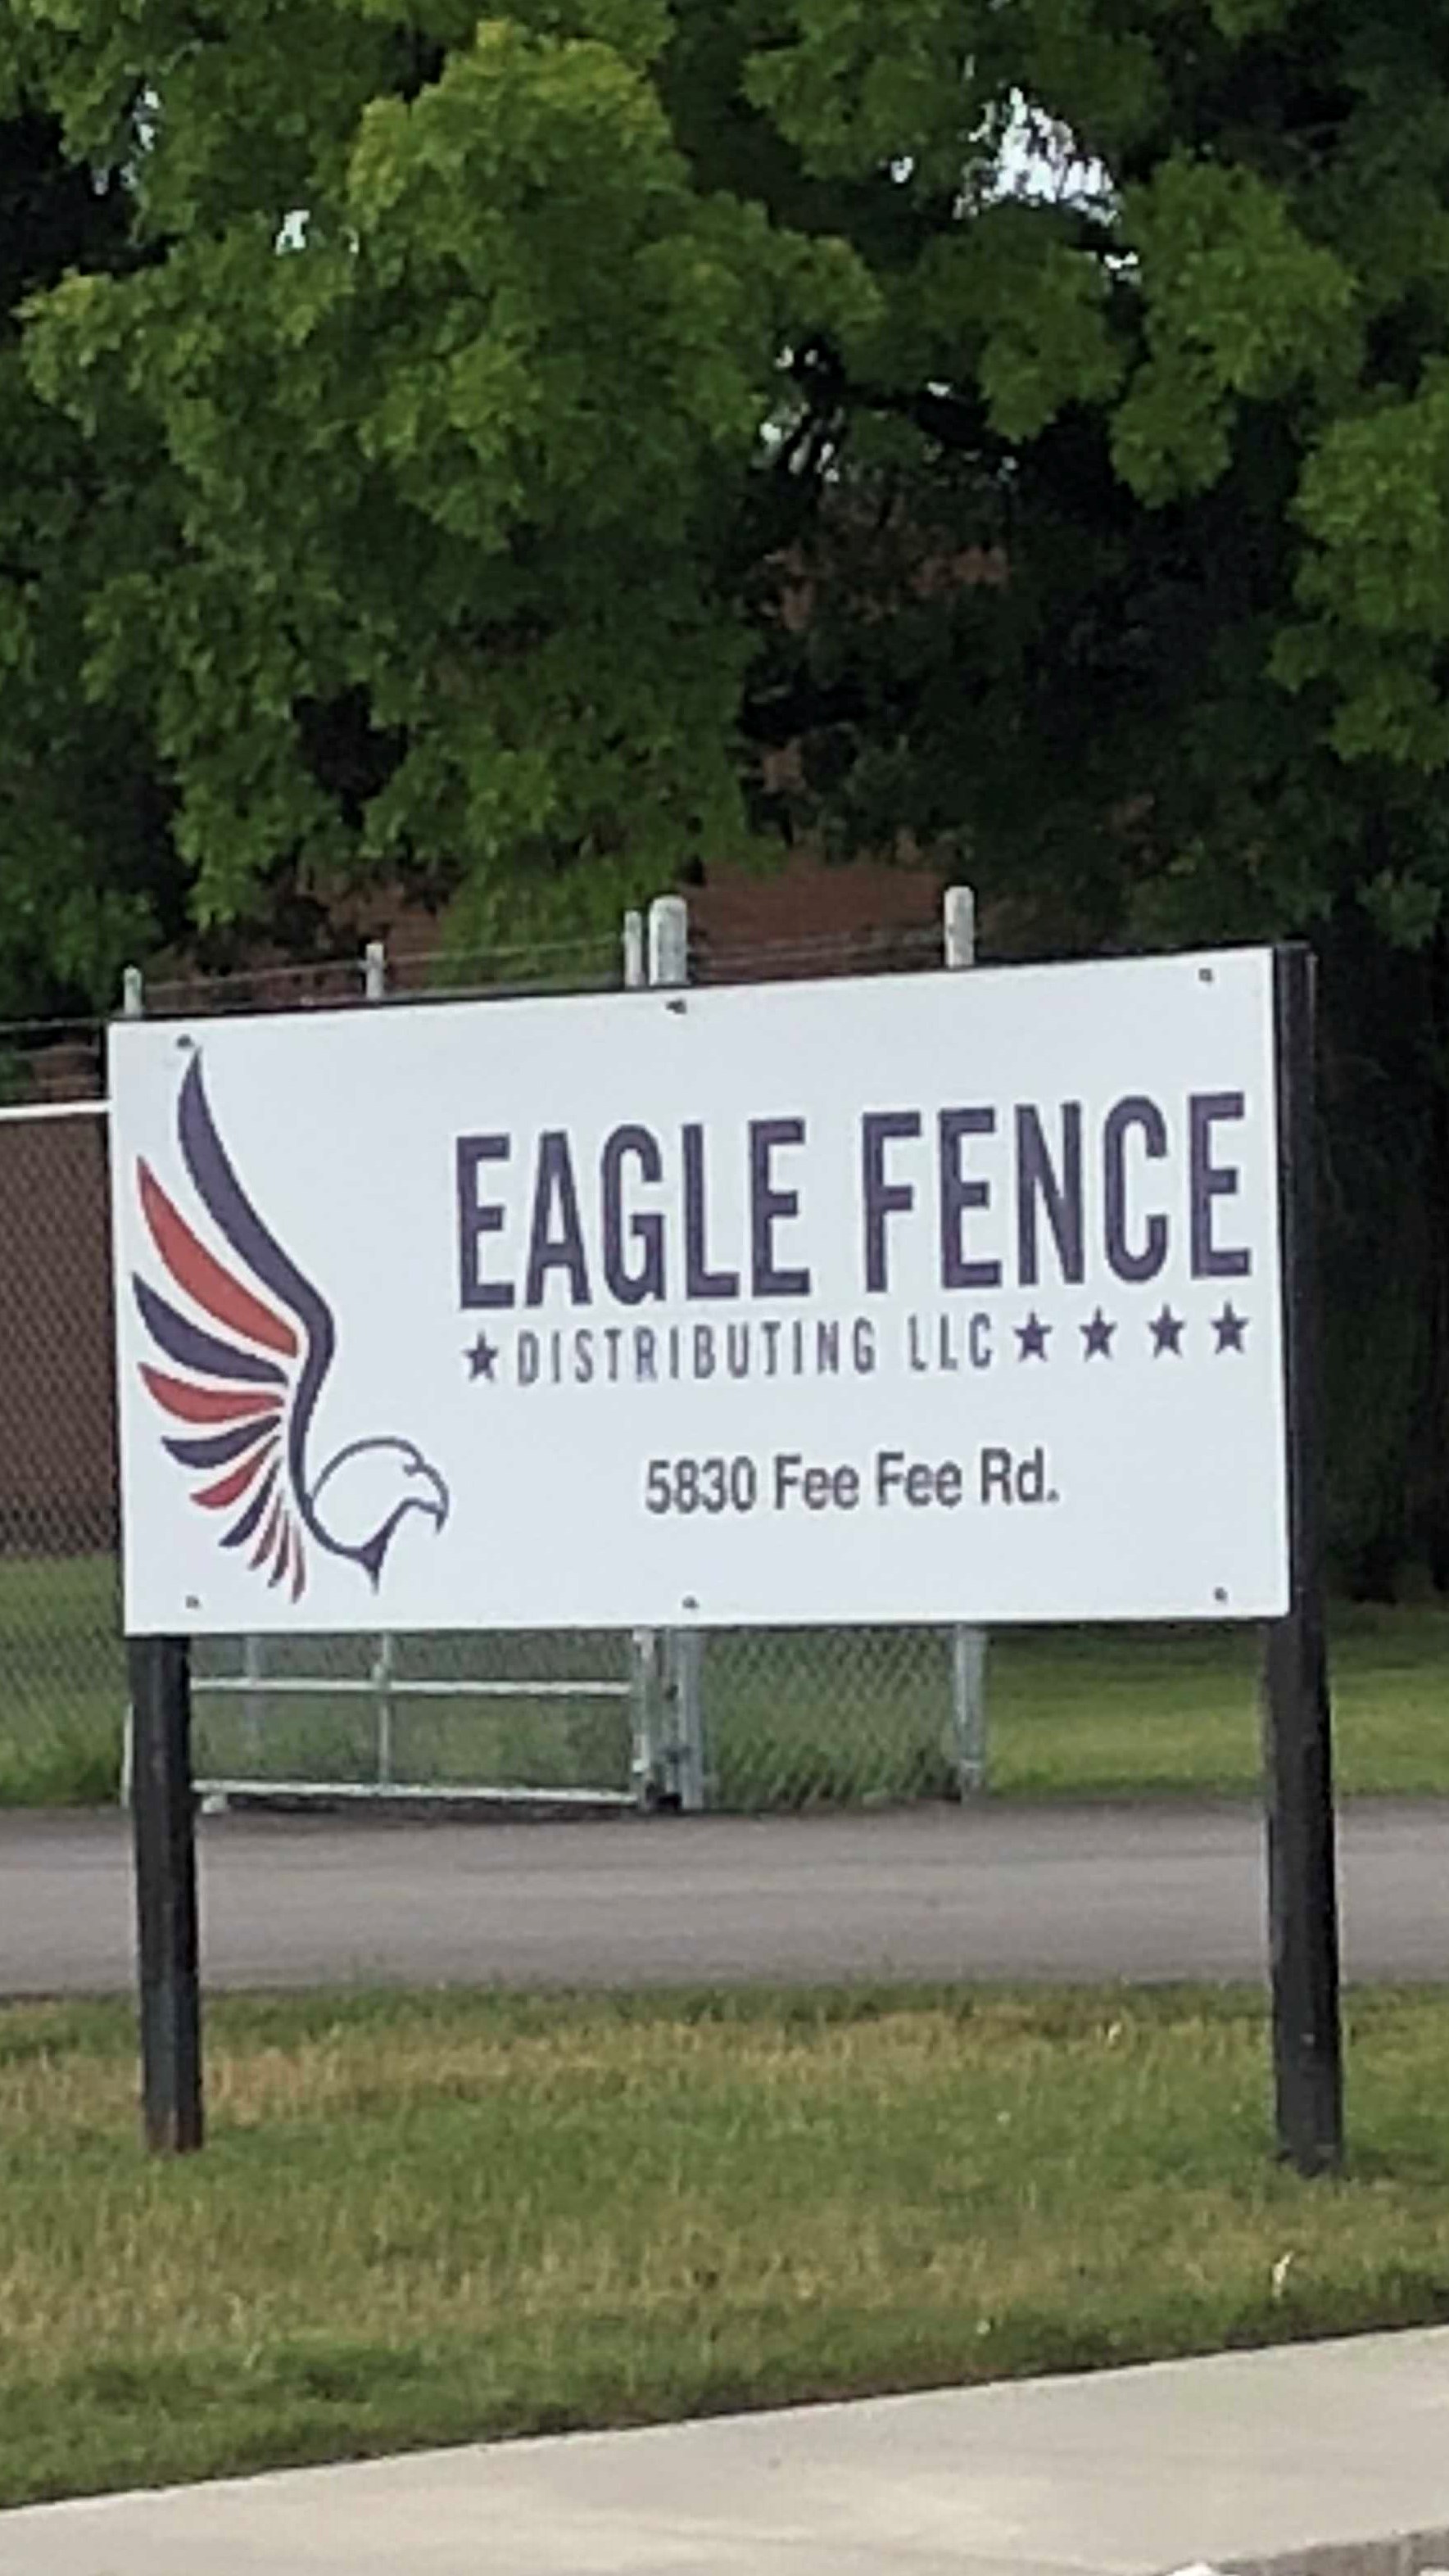 EAGLE FENCE
★DISTRIBUTING LLC★ ★ ★ ★
5830 Fee Fee Rd.